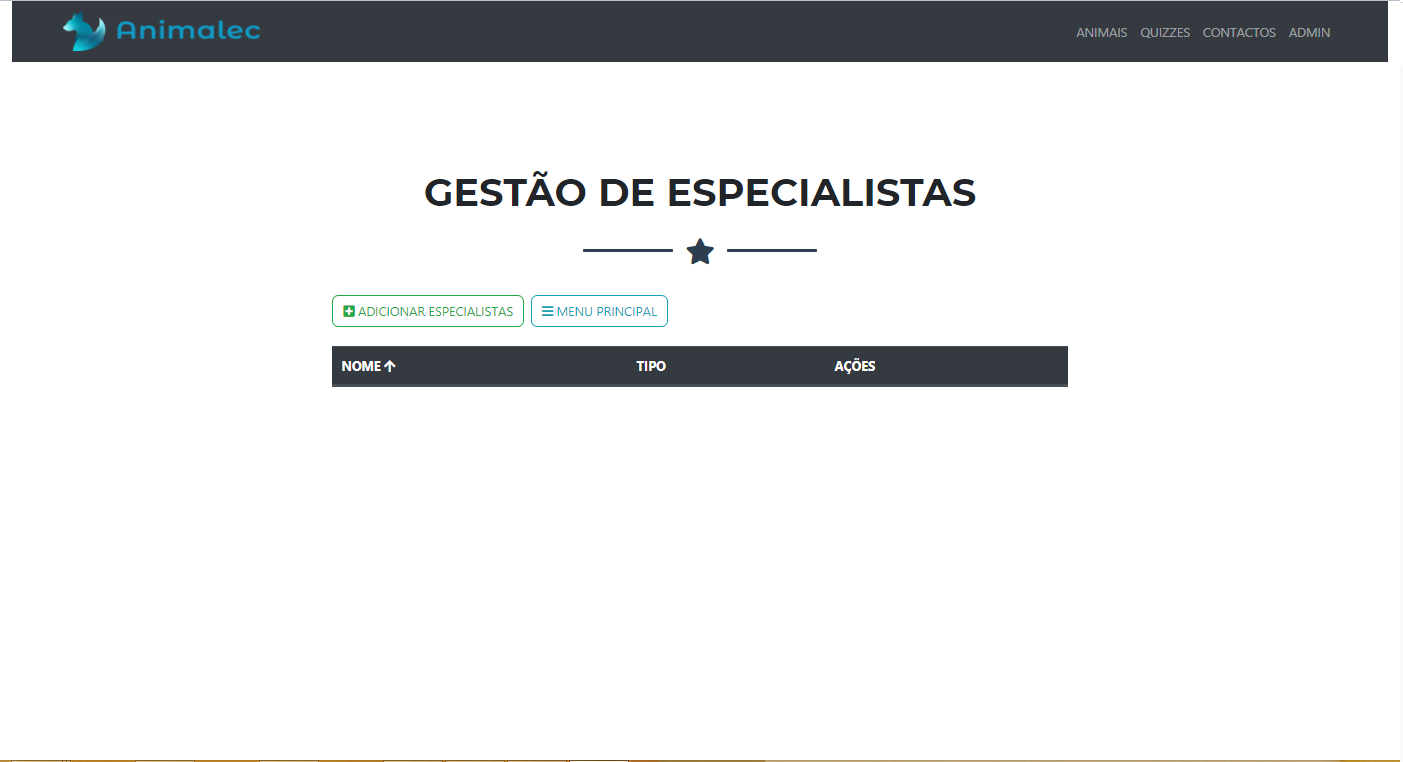 Animalec
ANIMAIS QUIZZES CONTACTOS ADMIN
GESTÃO DE ESPECIALISTAS
ADICIONAR ESPECIALISTAS MENU PRINCIPAL
NOME TIPO AÇÕES